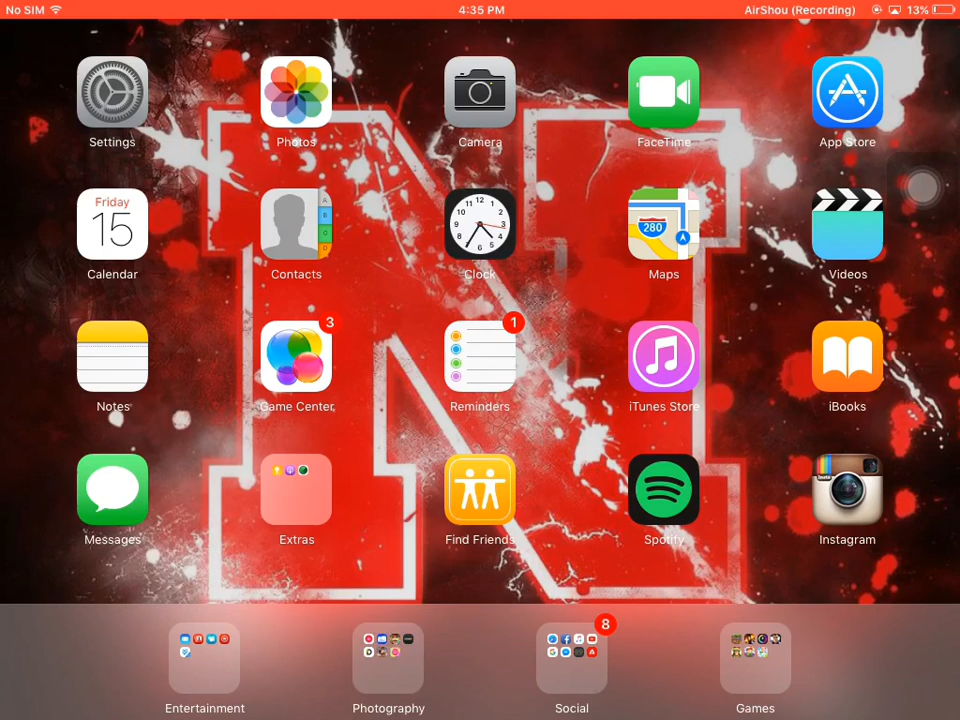 No SIM 4:35 PM AirShou (Recording) 13%
Settings Photos Camera FaceTime App Store
Friday
15
280
Calendar Contacts Clock Maps Videos
3 1
Notes Game Center Reminders iTunes Store iBooks
Messages Extras Find Friends Spotify Instagram
8
Entertainment Photography Social Games
N